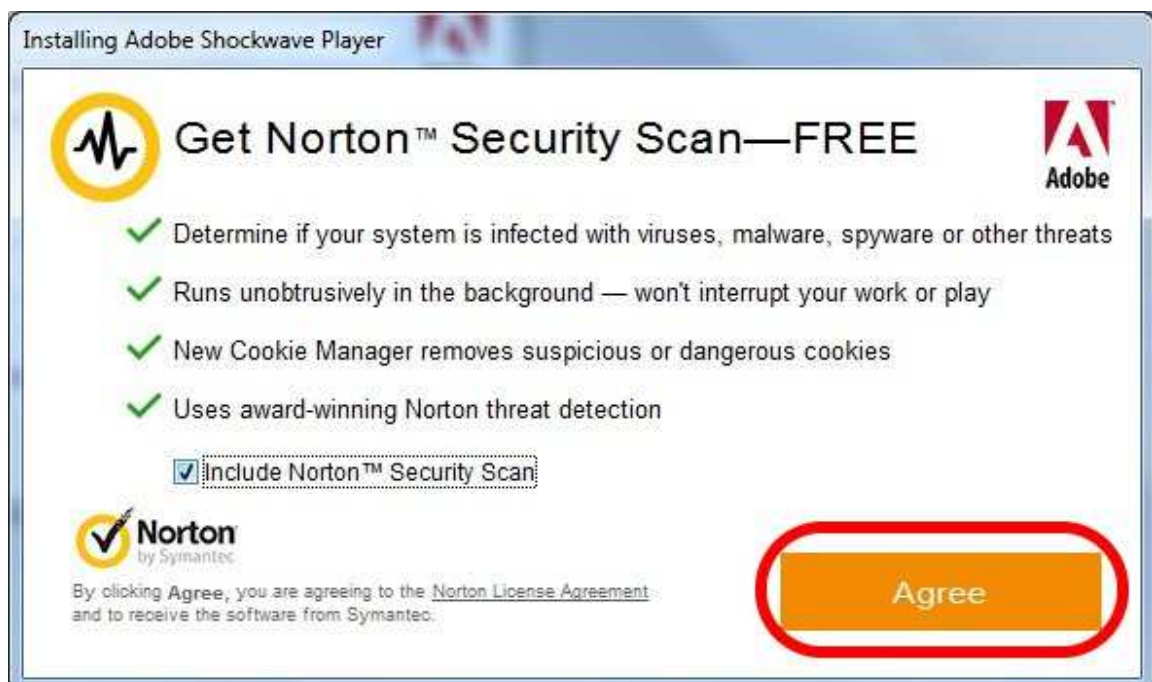 Installing Adobe Shockwave Player
Get Norton™ Security Scan—FREE
Adobe
Determine if your system is infected with viruses, malware, spyware or other threats
Runs unobtrusively in the background — won't interrupt your work or play
New Cookie Manager removes suspicious or dangerous cookies
Uses award-winning Norton threat detection
Include Norton™ Security Scan
Norton
by Symantec
By clicking Agree, you are agreeing to the Norton License Agreement
and to receive the software from Symantec.
Agree